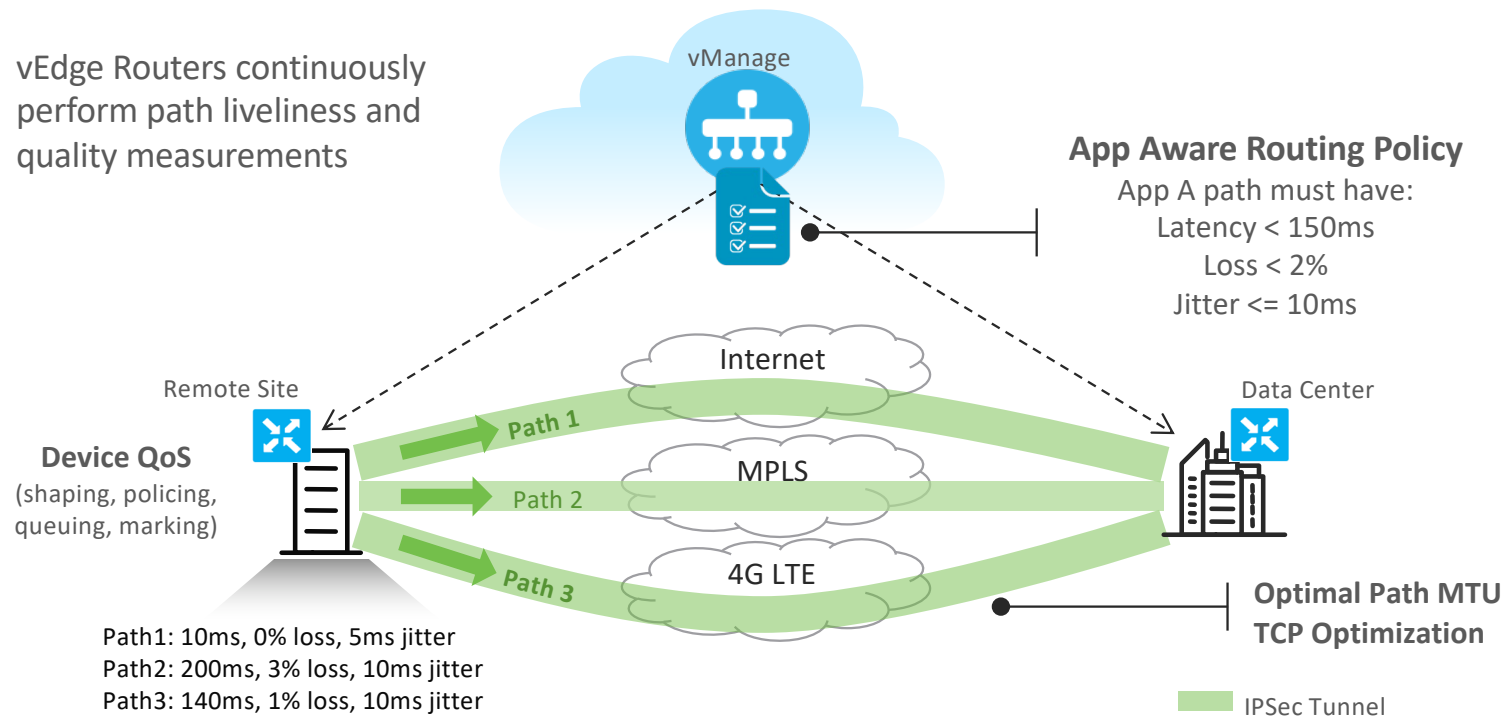 vEdge Routers continuously
perform path liveliness and
quality measurements
vManage
App Aware Routing Policy
App A path must have:
Latency < 150ms
Loss < 2%
Jitter <= 10ms
Internet
Remote Site
Data Center
Path 1
Device QoS
(shaping, policing,
queuing, marking)
MPLS
Path 2
4G LTE
Path 3
Optimal Path MTU
TCP Optimization
Path1: 10ms, 0% loss, 5ms jitter
Path2: 200ms, 3% loss, 10ms jitter
Path3: 140ms, 1% loss, 10ms jitter
IPSec Tunnel